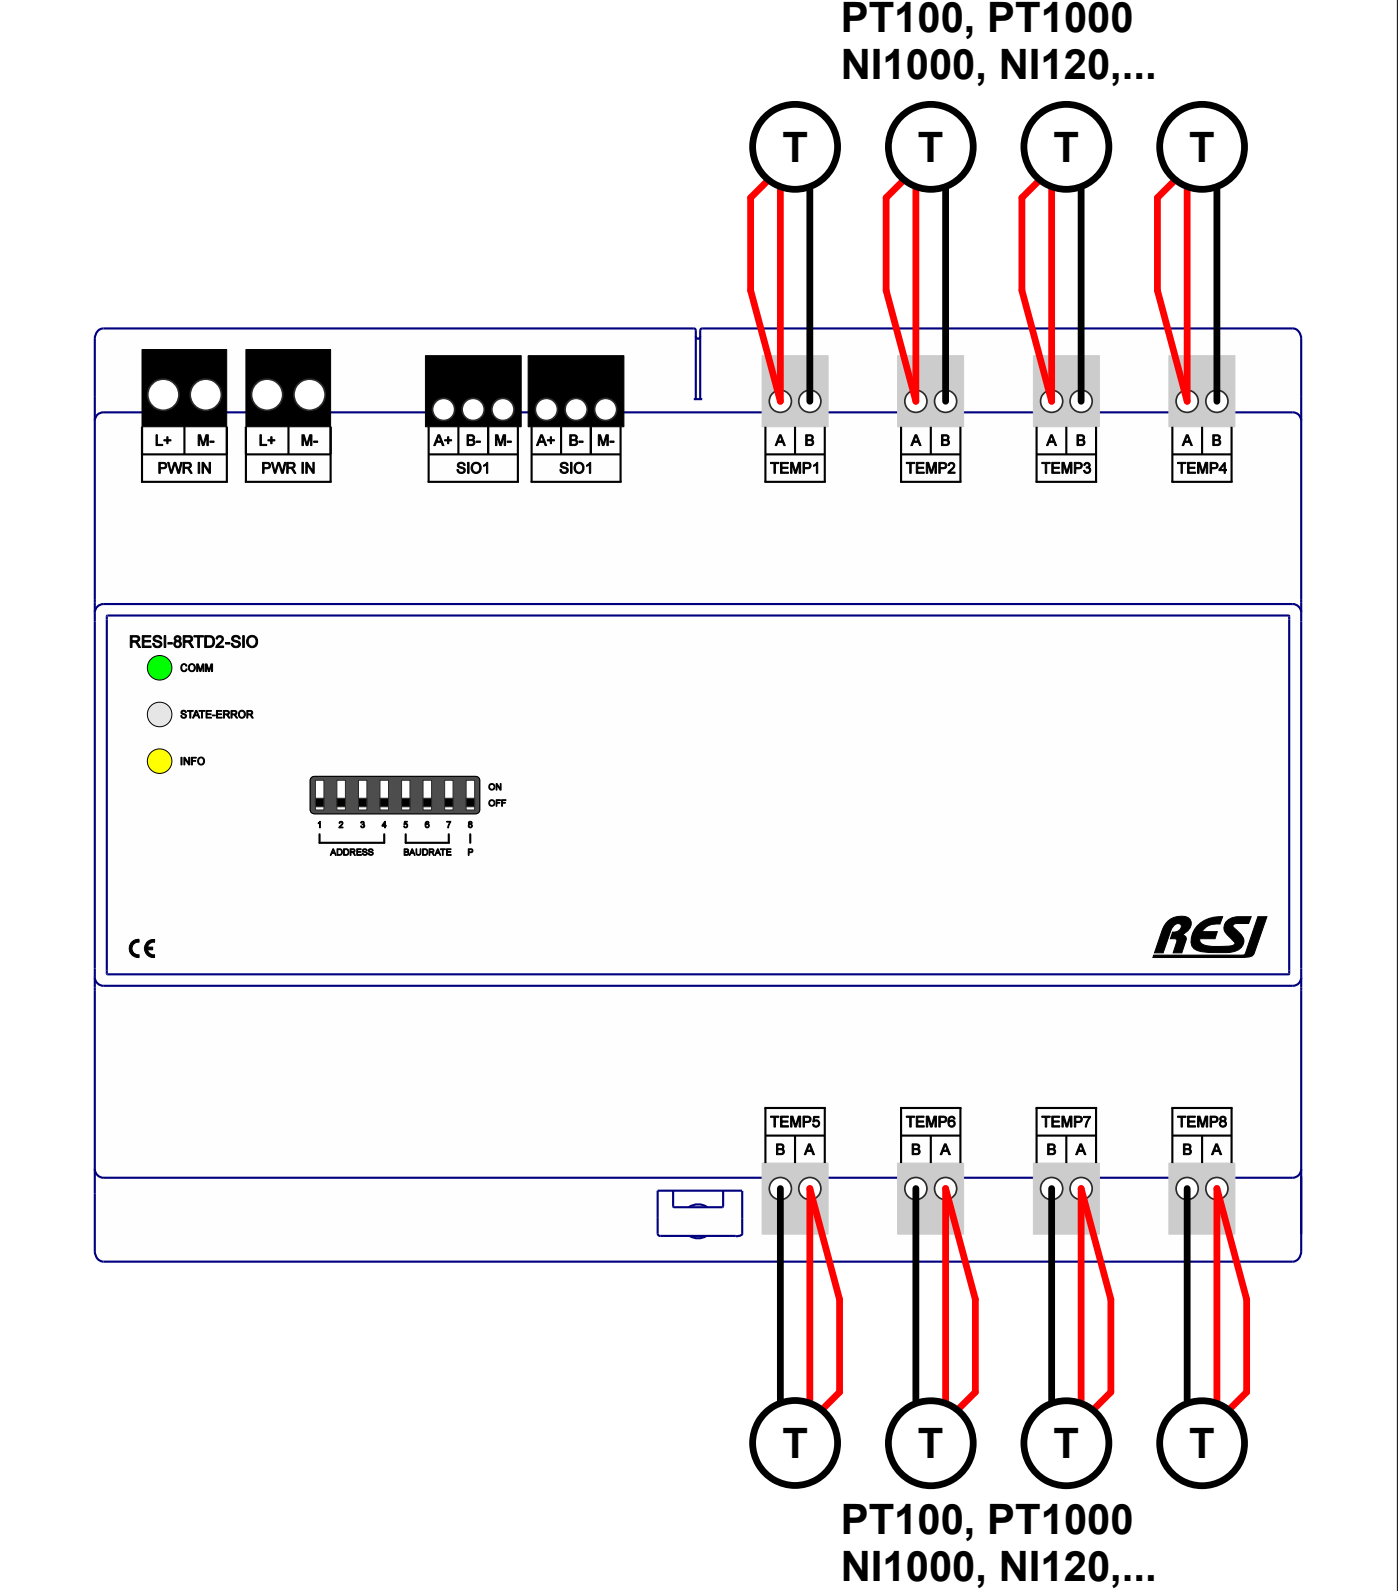 PT100, PT1000
NI1000, NI120,...
T T T T
L+ M- L+ M- A+ B- M- A+ B- M- A B A B A B A B
PWR IN PWR IN SIO1 SIO1 TEMP1 TEMP2 TEMP3 TEMP4
RESI-8RTD2-SIO
COMM
STATE-ERROR
INFO
ON
OFF
1 2 3 4 5 6 7 8
ADDRESS BAUDRATE P
CE RESI
TEMP5 TEMP6 TEMP7 TEMP8
B A B A B A B A
T T T T
PT100, PT1000
NI1000, NI120,...